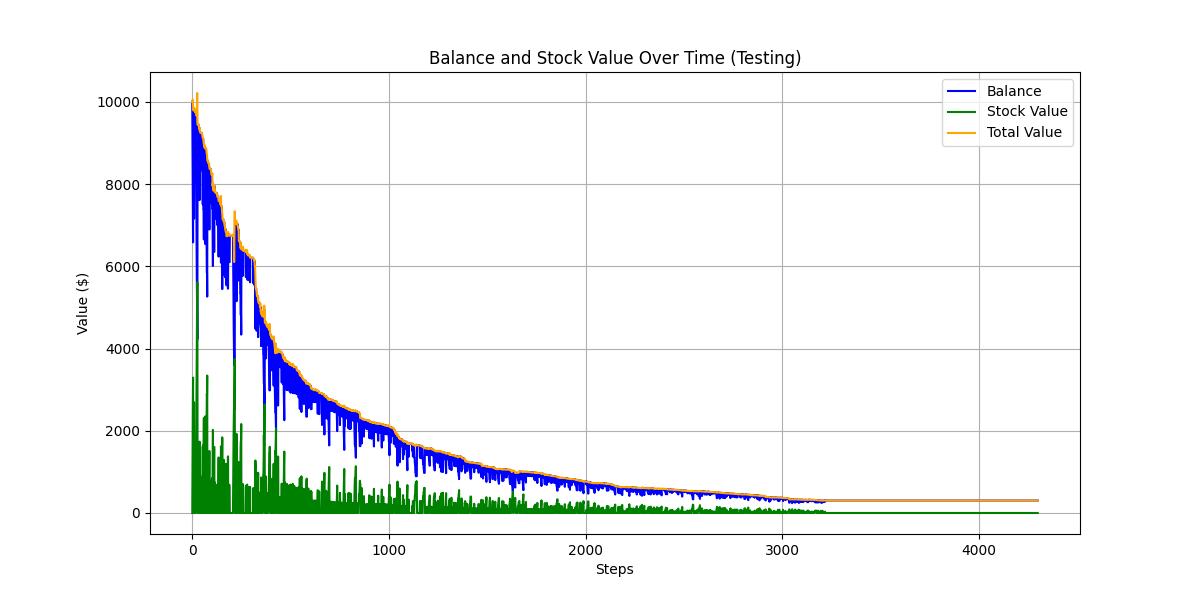 Balance and Stock Value Over Time (Testing)
Balance
Stock Value
Total Value
Value ($)
10000
8000
6000
4000
2000
0
0
1000
2000
3000
4000
Steps